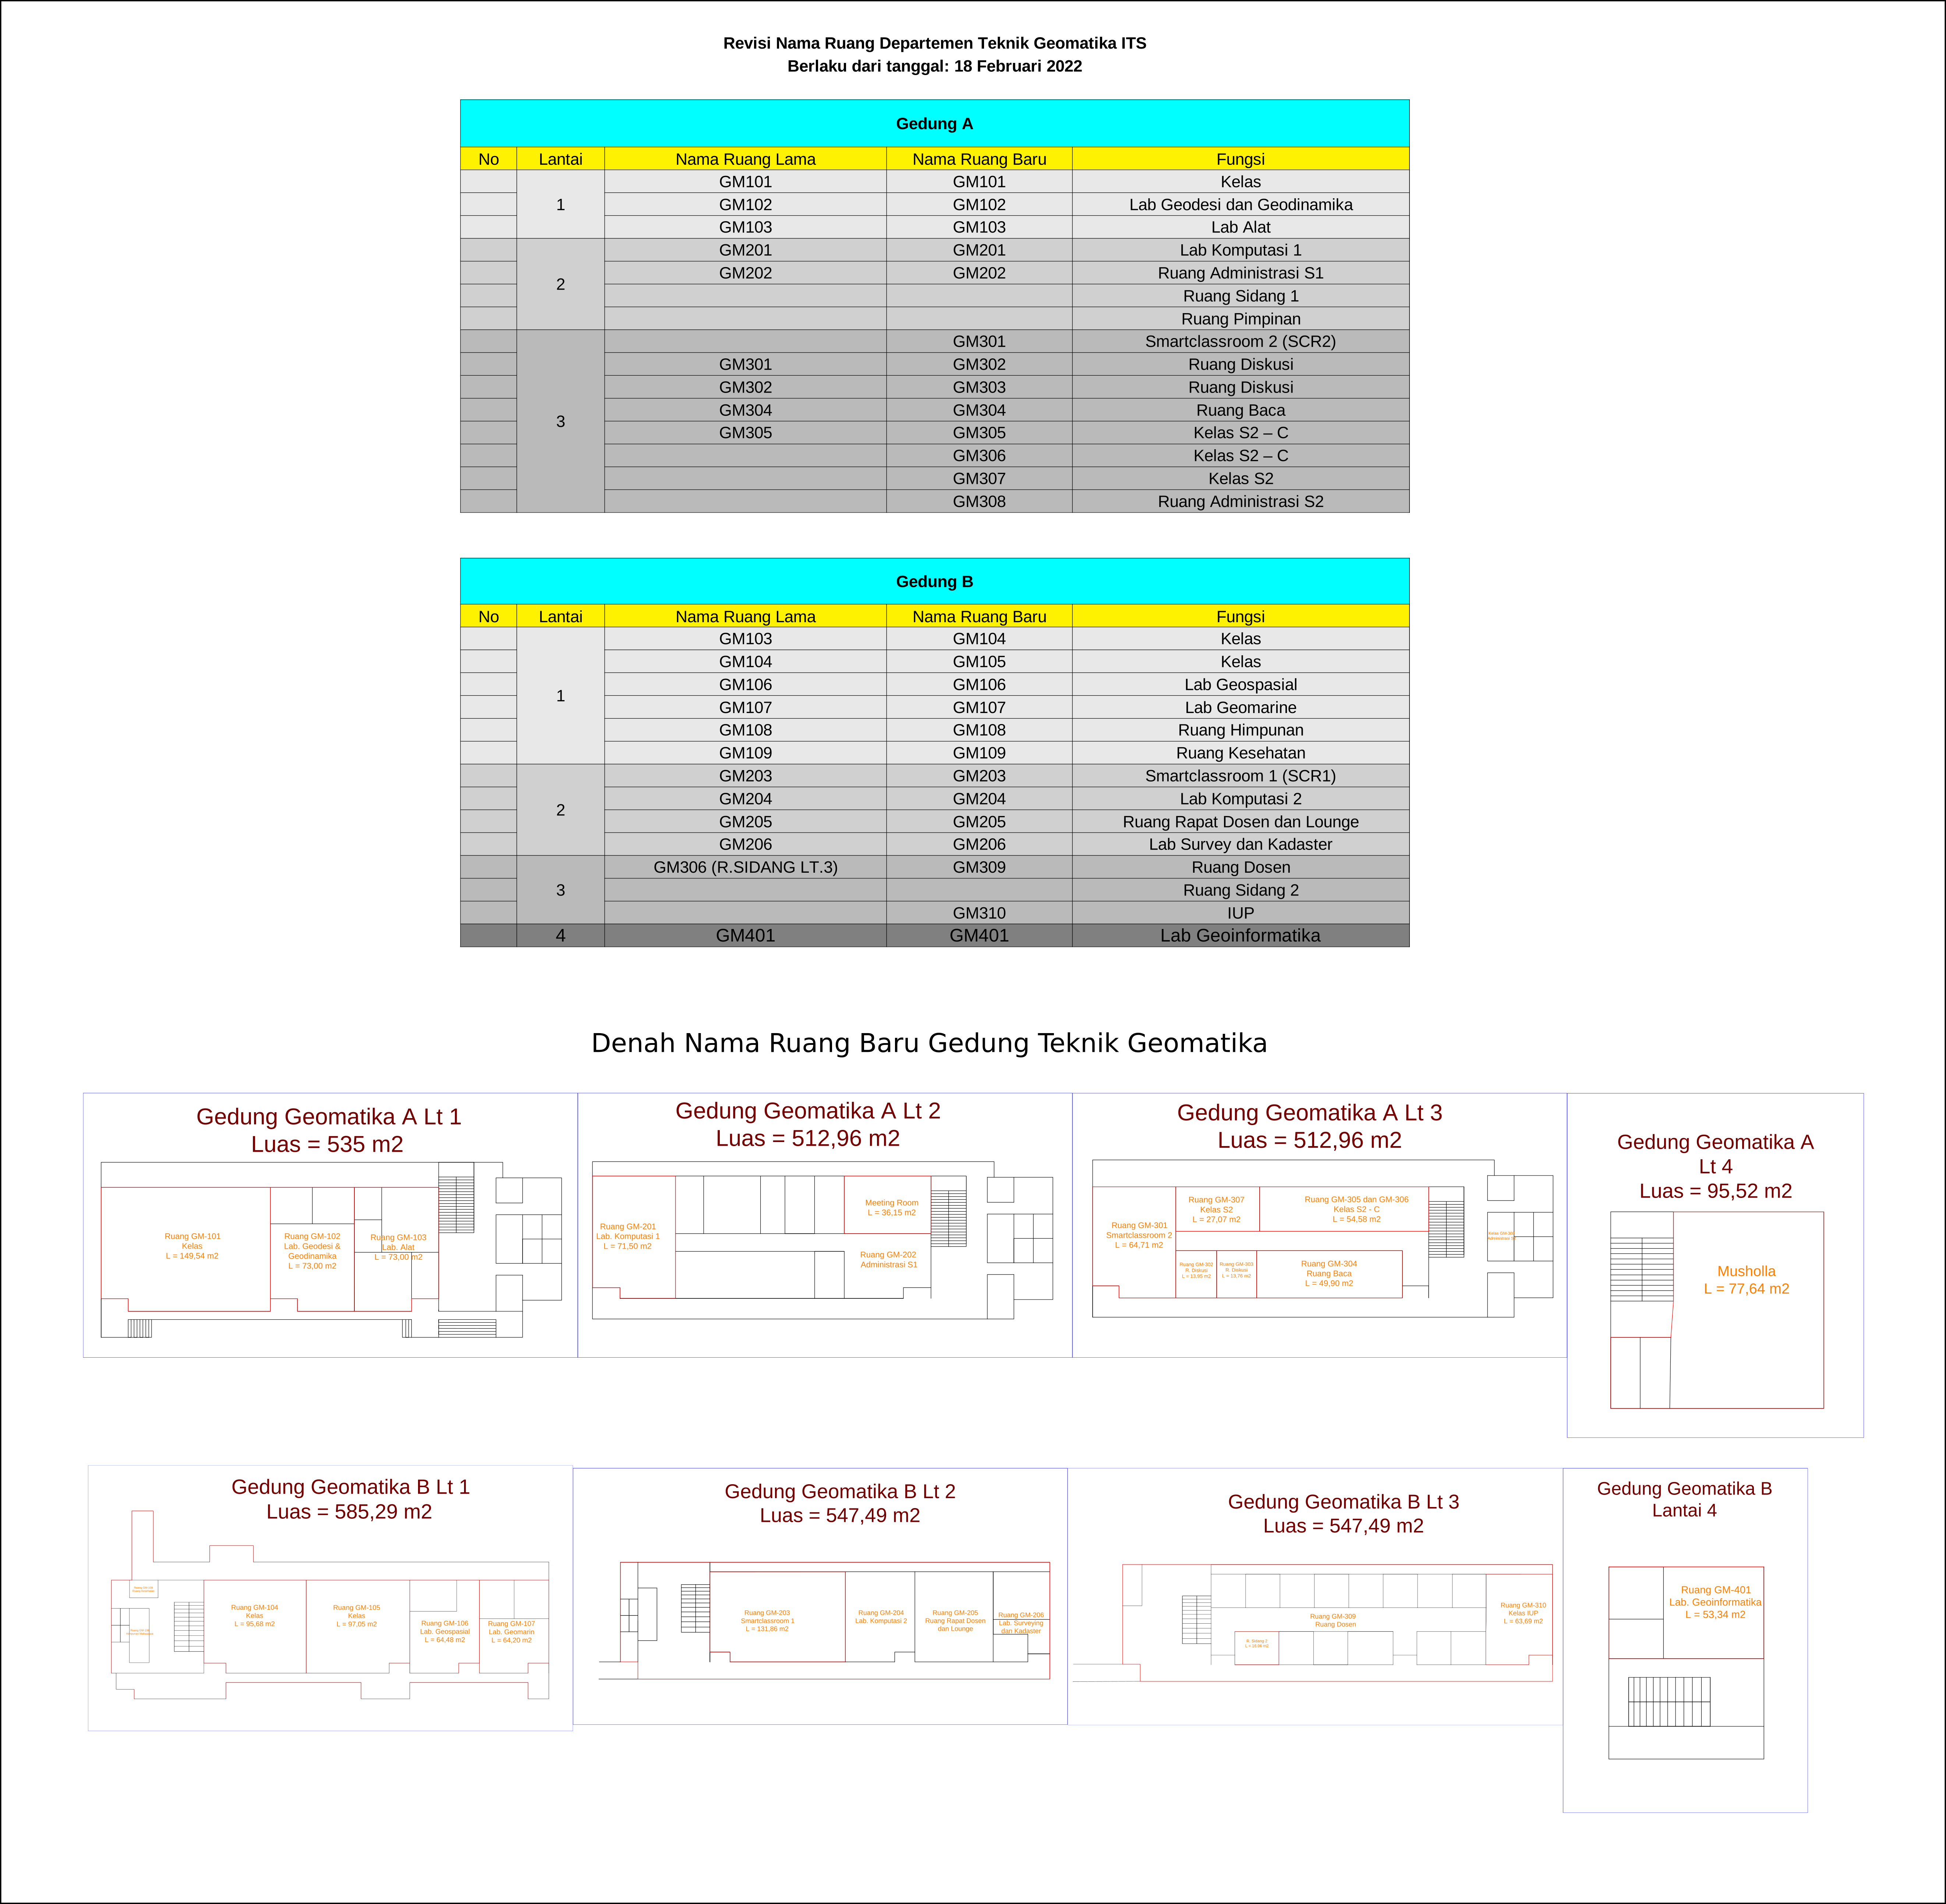 Revisi Nama Ruang Departemen Teknik Geomatika ITS
Berlaku dari tanggal: 18 Februari 2022
Gedung A
No Lantai Nama Ruang Lama Nama Ruang Baru Fungsi
1
GM101 GM101 Kelas
GM102 GM102 Lab Geodesi dan Geodinamika
GM103 GM103 Lab Alat
2
GM201 GM201 Lab Komputasi 1
GM202 GM202 Ruang Administrasi S1
Ruang Sidang 1
Ruang Pimpinan
3
GM301 Smartclassroom 2 (SCR2)
GM301 GM302 Ruang Diskusi
GM302 GM303 Ruang Diskusi
GM304 GM304 Ruang Baca
GM305 GM305 Kelas S2 – C
GM306 Kelas S2 – C
GM307 Kelas S2
GM308 Ruang Administrasi S2
Gedung B
No Lantai Nama Ruang Lama Nama Ruang Baru Fungsi
1
GM103 GM104 Kelas
GM104 GM105 Kelas
GM106 GM106 Lab Geospasial
GM107 GM107 Lab Geomarine
GM108 GM108 Ruang Himpunan
GM109 GM109 Ruang Kesehatan
2
GM203 GM203 Smartclassroom 1 (SCR1)
GM204 GM204 Lab Komputasi 2
GM205 GM205 Ruang Rapat Dosen dan Lounge
GM206 GM206 Lab Survey dan Kadaster
3
GM306 (R.SIDANG LT.3) GM309 Ruang Dosen
Ruang Sidang 2
GM310 IUP
4 GM401 GM401 Lab Geoinformatika
Denah Nama Ruang Baru Gedung Teknik Geomatika
Gedung Geomatika A Lt 1
Luas = 535 m2
Ruang GM-101
Kelas
L = 149,54 m2
Ruang GM-102
Lab. Geodesi &
Geodinamika
L = 73,00 m2
Ruang GM-103
Lab. Alat
L = 73,00 m2
Gedung Geomatika A Lt 2
Luas = 512,96 m2
Ruang GM-201
Lab. Komputasi 1
L = 71,50 m2
Meeting Room
L = 36,15 m2
Ruang GM-202
Administrasi S1
Gedung Geomatika A Lt 3
Luas = 512,96 m2
Ruang GM-301
Smartclassroom 2
L = 64,71 m2
Ruang GM-307
Kelas S2
L = 27,07 m2
Ruang GM-305 dan GM-306
Kelas S2 - C
L = 54,58 m2
Ruang GM-302
R. Diskusi
L = 13,85 m2
Ruang GM-303
R. Diskusi
L = 13,78 m2
Ruang GM-304
Ruang Baca
L = 49,90 m2
Gedung Geomatika A
Lt 4
Luas = 95,52 m2
Musholla
L = 77,64 m2
Gedung Geomatika B Lt 1
Luas = 585,29 m2
Ruang GM-104
Kelas
L = 95,68 m2
Ruang GM-105
Kelas
L = 97,05 m2
Ruang GM-106
Lab. Geospasial
L = 64,48 m2
Ruang GM-107
Lab. Geomarin
L = 64,20 m2
Gedung Geomatika B Lt 2
Luas = 547,49 m2
Ruang GM-203
Smartclassroom 1
L = 131,86 m2
Ruang GM-204
Lab. Komputasi 2
Ruang GM-205
Ruang Rapat Dosen
dan Lounge
Ruang GM-206
Lab. Surveying
dan Kadaster
Gedung Geomatika B Lt 3
Luas = 547,49 m2
Ruang GM-309
Ruang Dosen
R. Sidang 2
Ruang GM-310
Kelas IUP
L = 63,69 m2
Gedung Geomatika B
Lantai 4
Ruang GM-401
Lab. Geoinformatika
L = 53,34 m2